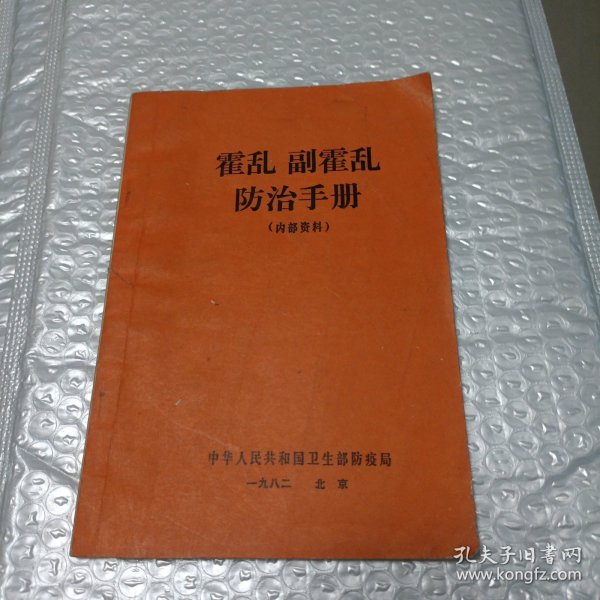 霍乱 副霍乱
防治手册
（内部资料）
中华人民共和国卫生部防疫局
一九八二 北京
孔夫子旧书网
www.kongfz.com